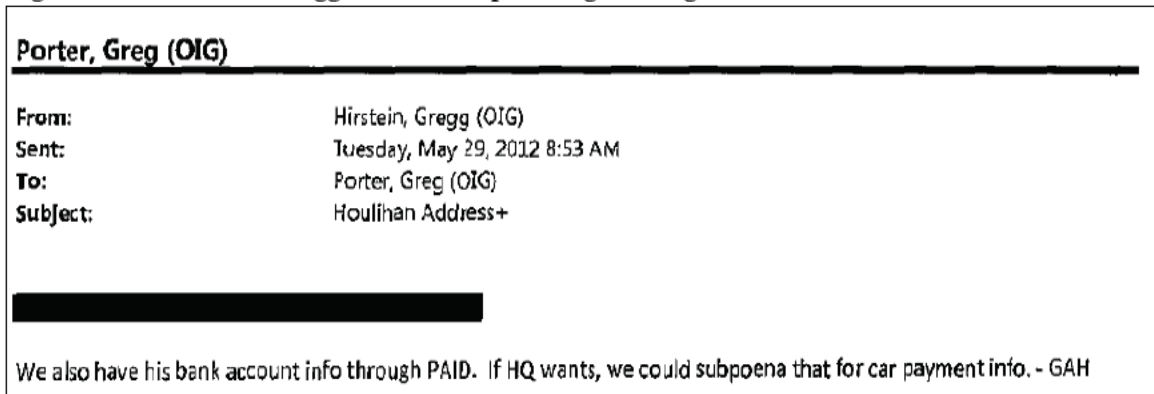 Porter, Greg (OIG)
From: Hirstein, Gregg (OIG)
Sent: Tuesday, May 29, 2012 8:53 AM
To: Porter, Greg (OIG)
Subject: Houlihan Address+
We also have his bank account info through PAID. If HQ wants, we could subpoena that for car payment info. - GAH